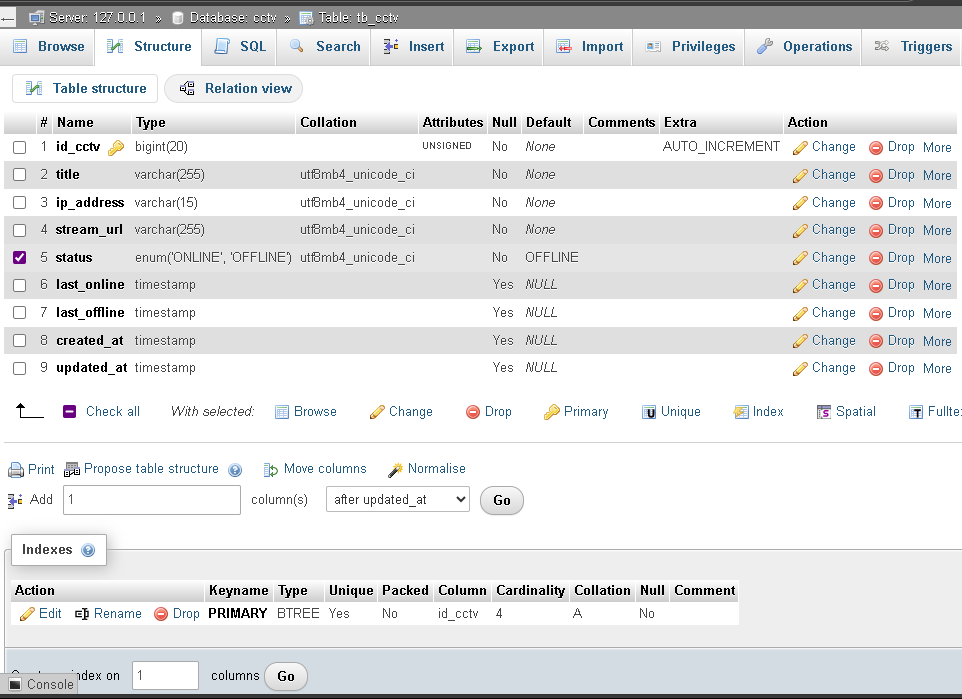 Server: 127.0.0.1 » Database: cctv » Table: tb_cctv
Browse Structure SQL Search Insert Export Import Privileges Operations Triggers
Table structure Relation view
# Name Type Collation Attributes Null Default Comments Extra Action
1 id_cctv bigint(20) UNSIGNED No None AUTO_INCREMENT Change Drop More
2 title varchar(255) utf8mb4_unicode_ci No None Change Drop More
3 ip_address varchar(15) utf8mb4_unicode_ci No None Change Drop More
4 stream_url varchar(255) utf8mb4_unicode_ci No None Change Drop More
5 status enum('ONLINE', 'OFFLINE') utf8mb4_unicode_ci No OFFLINE Change Drop More
6 last_online timestamp Yes NULL Change Drop More
7 last_offline timestamp Yes NULL Change Drop More
8 created_at timestamp Yes NULL Change Drop More
9 updated_at timestamp Yes NULL Change Drop More
Check all With selected: Browse Change Drop Primary Unique Index Spatial
Print Propose table structure Move columns Normalise
Add 1 column(s) after updated_at Go
Indexes
Action Keyname Type Unique Packed Column Cardinality Collation Null Comment
Edit Rename Drop PRIMARY BTREE Yes No id_cctv 4 A No
index on 1 columns Go
Console